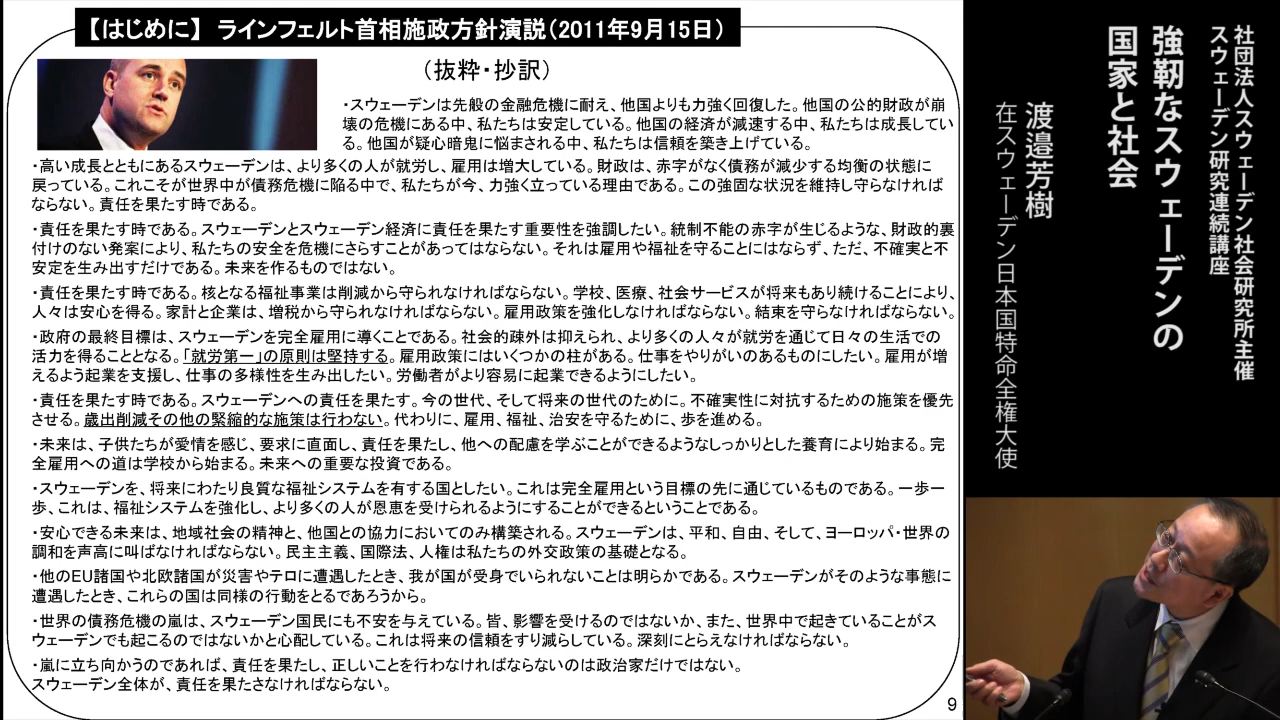 【はじめに】 ラインフェルト首相施政方針演説（2011年9月15日）
（抜粋・抄訳）
・スウェーデンは先般の金融危機に耐え、他国よりも力強く回復した。他国の公的財政が崩
壊の危機にある中、私たちは安定している。他国の経済が減速する中、私たちは成長してい
る。他国が疑心暗鬼に悩まされる中、私たちは信頼を築き上げている。
・高い成長とともにあるスウェーデンは、より多くの人が就労し、雇用は増大している。財政は、赤字がなく債務が減少する均衡の状態に
戻っている。これこそが世界中が債務危機に陥る中で、私たちが今、力強く立っている理由である。この強固な状況を維持し守らなければ
ならない。責任を果たす時である。
・責任を果たす時である。スウェーデンとスウェーデン経済に責任を果たす重要性を強調したい。統制不能の赤字が生じるような、財政的裏
付けのない発案により、私たちの安全を危機にさらすことがあってはならない。それは雇用や福祉を守ることにはならず、ただ、不確実と不
安定を生み出すだけである。未来を作るものではない。
・責任を果たす時である。核となる福祉事業は削減から守られなければならない。学校、医療、社会サービスが将来もあり続けることにより、
人々は安心を得る。家計と企業は、増税から守られなければならない。雇用政策を強化しなければならない。結束を守らなければならない。
・政府の最終目標は、スウェーデンを完全雇用に導くことである。社会的疎外は抑えられ、より多くの人々が就労を通じて日々の生活での
活力を得ることとなる。「就労第一」の原則は堅持する。雇用政策にはいくつかの柱がある。仕事をやりがいのあるものにしたい。雇用が増
えるよう起業を支援し、仕事の多様性を生み出したい。労働者がより容易に起業できるようにしたい。
・責任を果たす時である。スウェーデンへの責任を果たす。今の世代、そして将来の世代のために。不確実性に対抗するための施策を優先
させる。歳出削減その他の緊縮的な施策は行わない。代わりに、雇用、福祉、治安を守るために、歩を進める。
・未来は、子供たちが愛情を感じ、要求に直面し、責任を果たし、他への配慮を学ぶことができるようなしっかりとした養育により始まる。完
全雇用への道は学校から始まる。未来への重要な投資である。
・スウェーデンを、将来にわたり良質な福祉システムを有する国としたい。これは完全雇用という目標の先に通じているものである。一歩一
歩、これは、福祉システムを強化し、より多くの人が恩恵を受けられるようにすることができるということである。
・安心できる未来は、地域社会の精神と、他国との協力においてのみ構築される。スウェーデンは、平和、自由、そして、ヨーロッパ・世界の
調和を声高に叫ばなければならない。民主主義、国際法、人権は私たちの外交政策の基礎となる。
・他のEU諸国や北欧諸国が災害やテロに遭遇したとき、我が国が受身でいられないことは明らかである。スウェーデンがそのような事態に
遭遇したとき、これらの国は同様の行動をとるであろうから。
・世界の債務危機の嵐は、スウェーデン国民にも不安を与えている。皆、影響を受けるのではないか、また、世界中で起きていることがス
ウェーデンでも起こるのではないかと心配している。これは将来の信頼をすり減らしている。深刻にとらえなければならない。
・嵐に立ち向かうのであれば、責任を果たし、正しいことを行わなければならないのは政治家だけではない。
スウェーデン全体が、責任を果たさなければならない。
9
社団法人スウェーデン社会研究所主催
スウェーデン研究連続講座
強靭なスウェーデンの
国家と社会
渡邉芳樹
在スウェーデン日本国特命全権大使